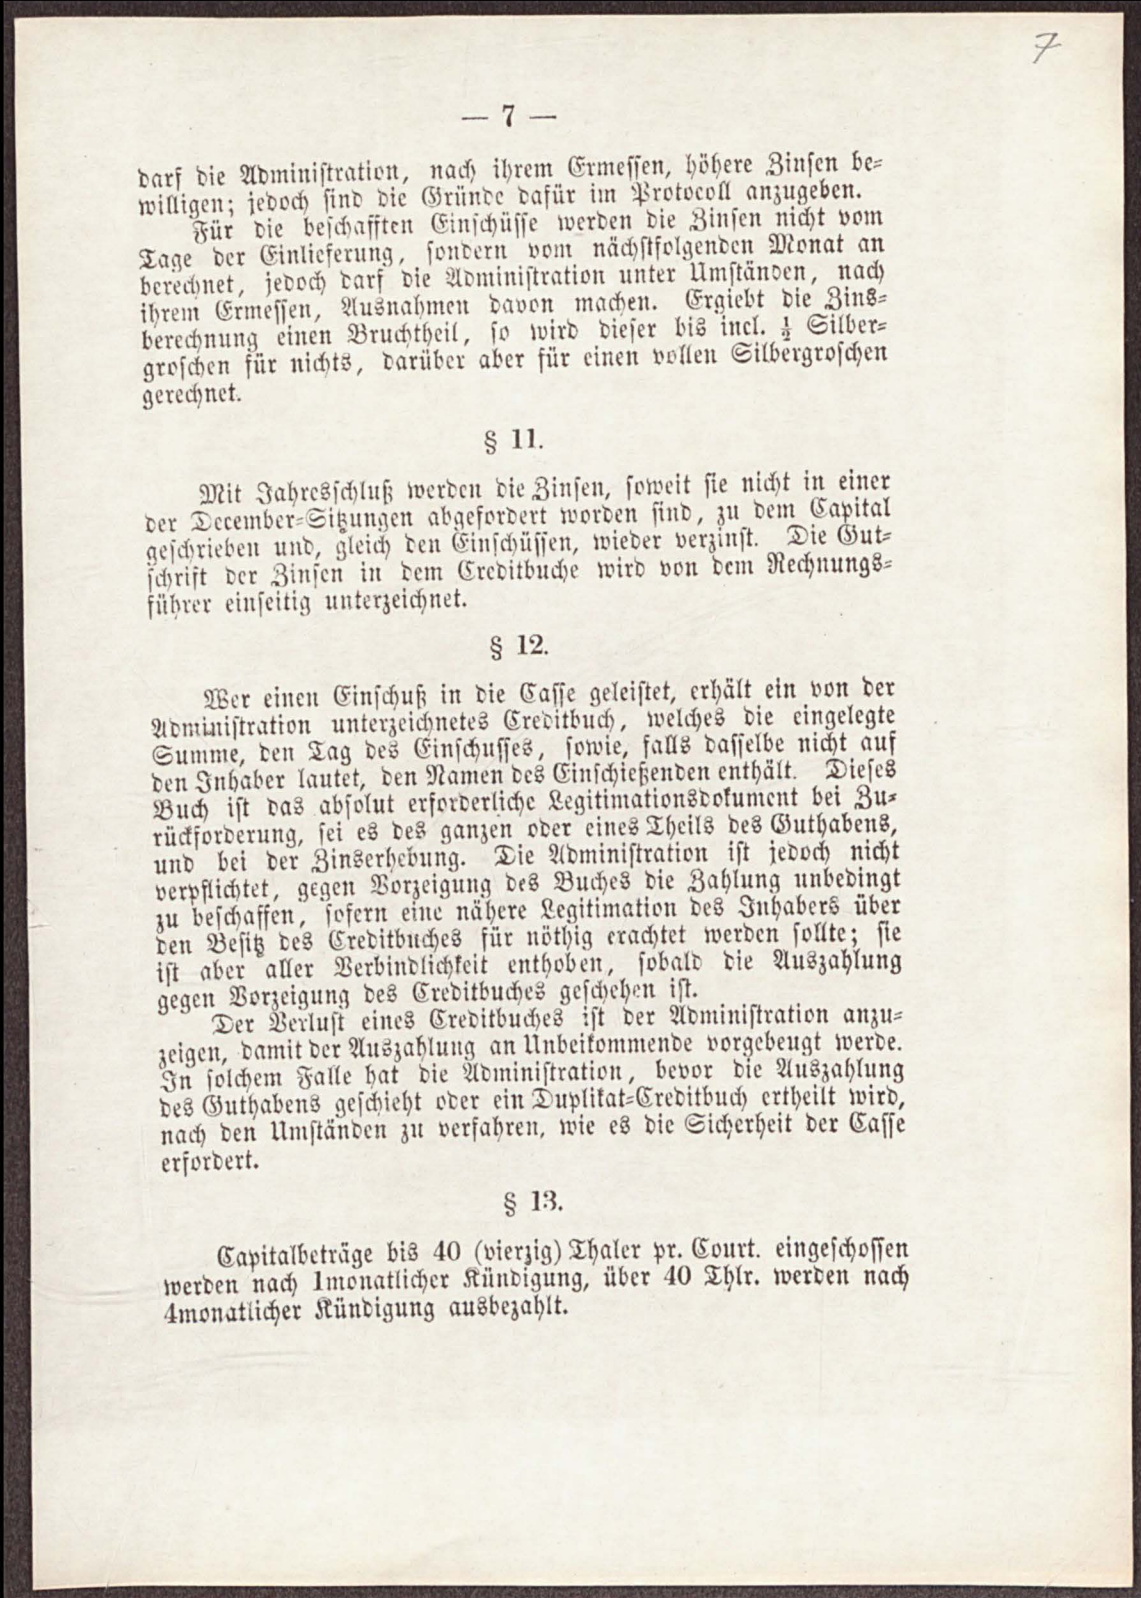 7
— 7 —
darf die Administration, nach ihrem Ermessen, höhere Zinsen be-
willigen; jedoch sind die Gründe dafür im Protocoll anzugeben.
Für die beschafften Einschüsse werden die Zinsen nicht vom
Tage der Einlieferung, sondern vom nächstfolgenden Monat an
berechnet, jedoch darf die Administration unter Umständen, nach
ihrem Ermessen, Ausnahmen davon machen. Ergiebt die Zins-
berechnung einen Bruchtheil, so wird dieser bis incl. ½ Silber-
groschen für nichts, darüber aber für einen vollen Silbergroschen
gerechnet.
§ 11.
Mit Jahresschluß werden die Zinsen, soweit sie nicht in einer
der December-Sitzungen abgefordert worden sind, zu dem Capital
geschrieben und, gleich den Einschüssen, wieder verzinst. Die Gut-
schrift der Zinsen in dem Creditbuche wird von dem Rechnungs-
führer einseitig unterzeichnet.
§ 12.
Wer einen Einschuß in die Casse geleistet, erhält ein von der
Administration unterzeichnetes Creditbuch, welches die eingelegte
Summe, den Tag des Einschusses, sowie, falls dasselbe nicht auf
den Inhaber lautet, den Namen des Einschießenden enthält. Dieses
Buch ist das absolut erforderliche Legitimationsdokument bei Zu-
rückforderung, sei es des ganzen oder eines Theils des Guthabens,
und bei der Zinserhebung. Die Administration ist jedoch nicht
verpflichtet, gegen Vorzeigung des Buches die Zahlung unbedingt
zu beschaffen, sofern eine nähere Legitimation des Inhabers über
den Besitz des Creditbuches für nöthig erachtet werden sollte; sie
ist aber aller Verbindlichkeit enthoben, sobald die Auszahlung
gegen Vorzeigung des Creditbuches geschehen ist.
Der Verlust eines Creditbuches ist der Administration anzu-
zeigen, damit der Auszahlung an Unbeikommende vorgebeugt werde.
In solchem Falle hat die Administration, bevor die Auszahlung
des Guthabens geschieht oder ein Duplikat-Creditbuch ertheilt wird,
nach den Umständen zu verfahren, wie es die Sicherheit der Casse
erfordert.
§ 13.
Capitalbeträge bis 40 (vierzig) Thaler pr. Court. eingeschossen
werden nach 1monatlicher Kündigung, über 40 Thlr. werden nach
4monatlicher Kündigung ausbezahlt.